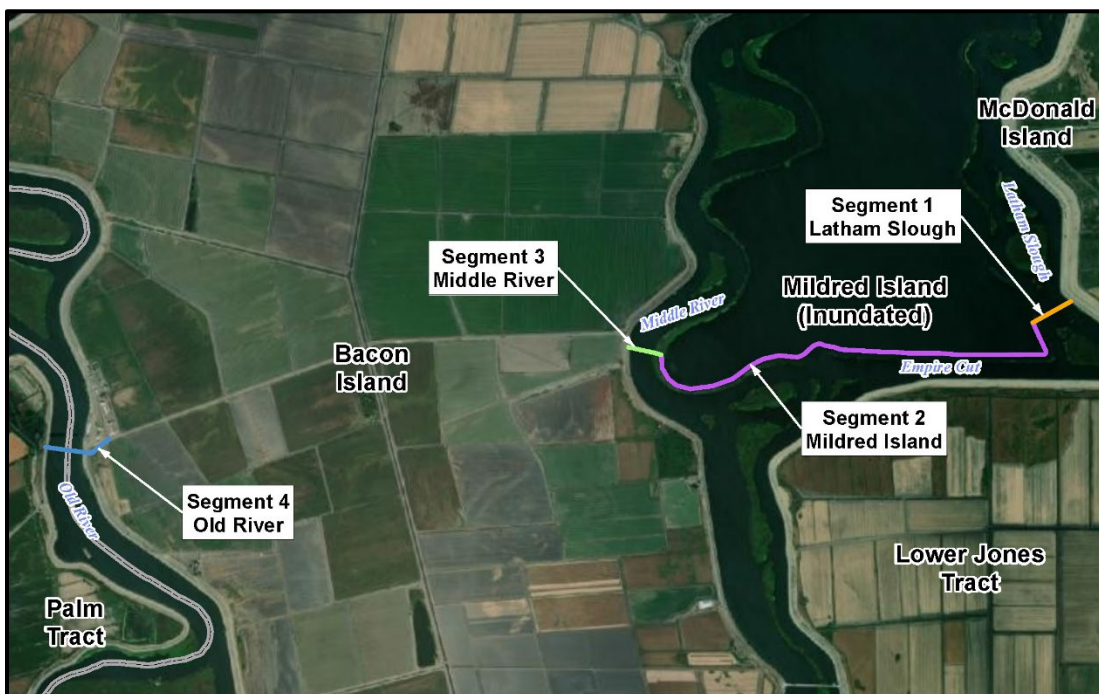 McDonald
Island
Segment 1
Latham Slough
Latham Slough
Segment 3
Middle River
Middle River
Mildred Island
(Inundated)
Bacon
Island
Empire Cut
Segment 2
Mildred Island
Segment 4
Old River
Old River
Lower Jones
Tract
Palm
Tract